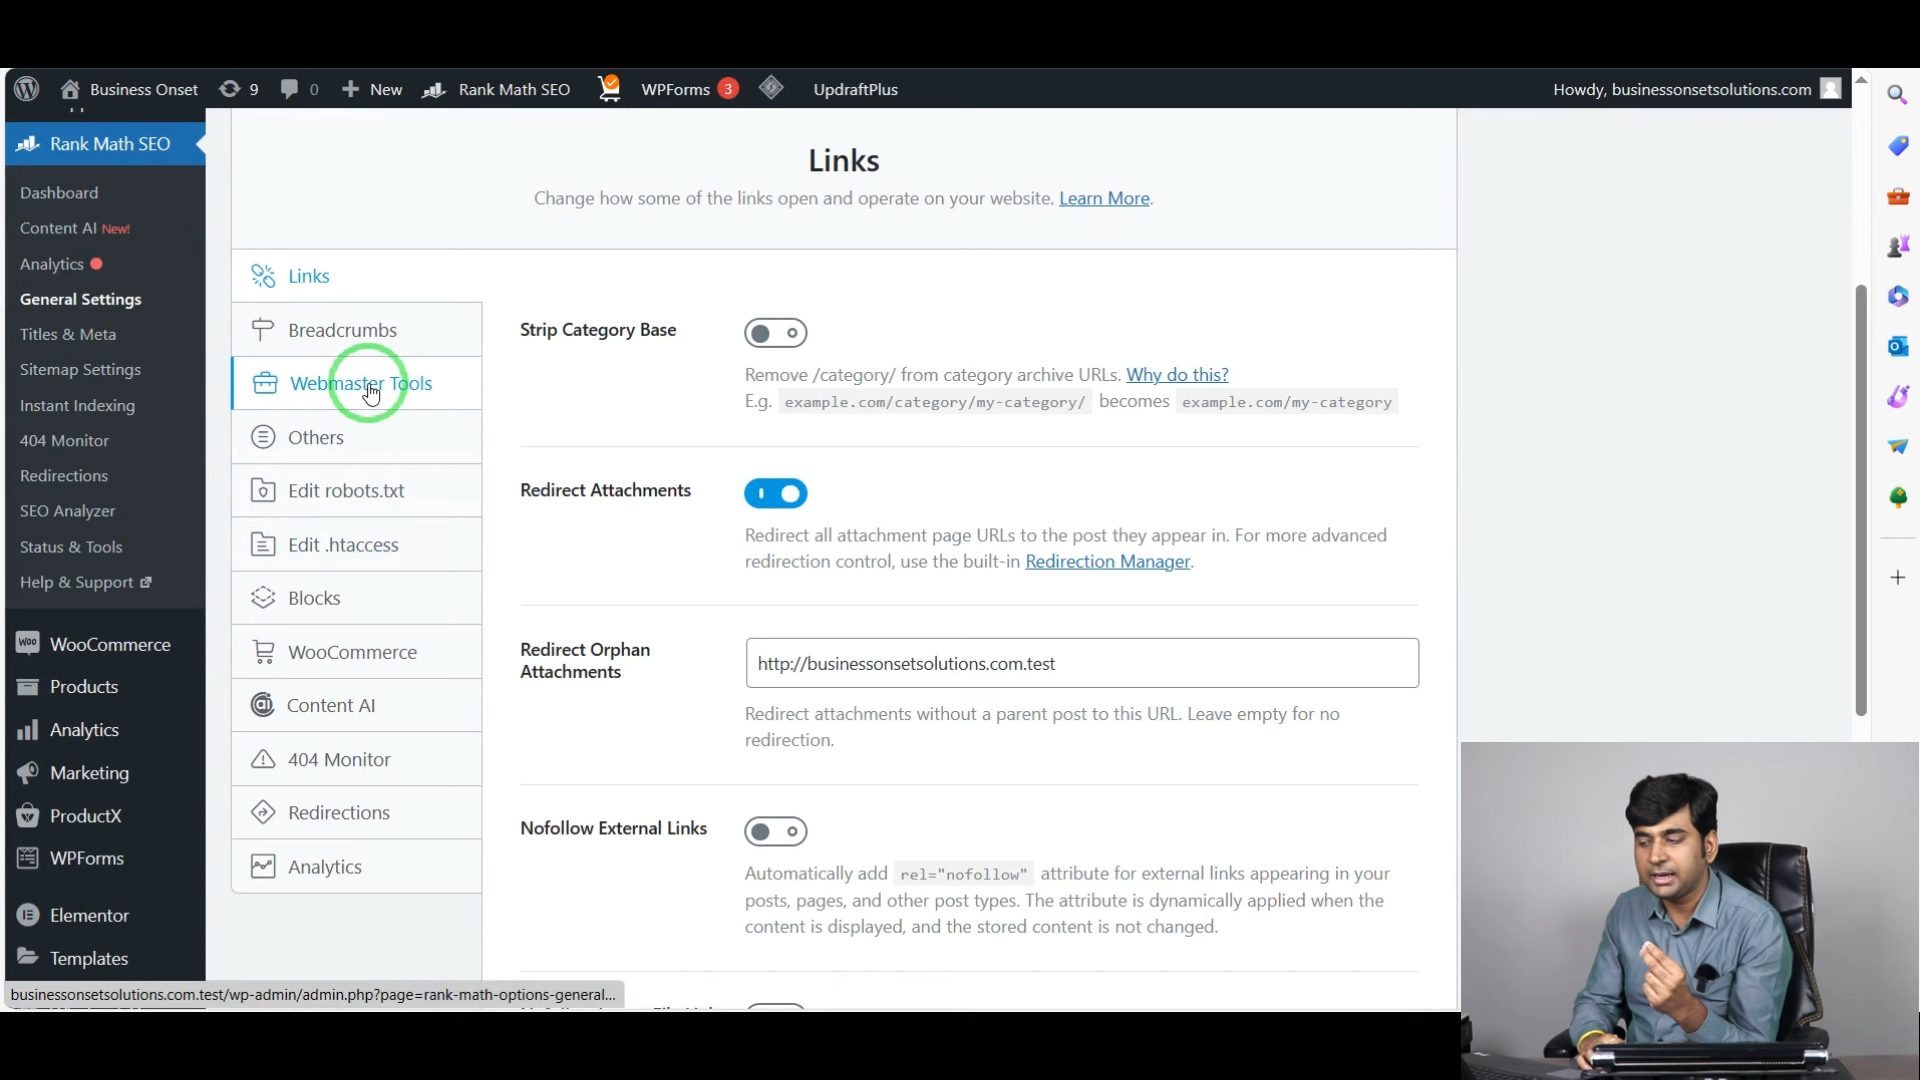 Business Onset 9 0 New Rank Math SEO WPForms 3 UpdraftPlus Howdy, businessonsetsolutions.com
Rank Math SEO
Dashboard
Content AI New!
Analytics
General Settings
Titles & Meta
Sitemap Settings
Instant Indexing
404 Monitor
Redirections
SEO Analyzer
Status & Tools
Help & Support
Woo WooCommerce
Products
Analytics
Marketing
ProductX
WPForms
Elementor
Templates
Links
Change how some of the links open and operate on your website. Learn More.
Links
Breadcrumbs
Webmaster Tools
Others
Edit robots.txt
Edit .htaccess
Blocks
WooCommerce
Content AI
404 Monitor
Redirections
Analytics
Strip Category Base
Remove /category/ from category archive URLs. Why do this?
E.g. example.com/category/my-category/ becomes example.com/my-category
Redirect Attachments
Redirect all attachment page URLs to the post they appear in. For more advanced
redirection control, use the built-in Redirection Manager.
Redirect Orphan
Attachments
http://businessonsetsolutions.com.test
Redirect attachments without a parent post to this URL. Leave empty for no
redirection.
Nofollow External Links
Automatically add rel="nofollow" attribute for external links appearing in your
posts, pages, and other post types. The attribute is dynamically applied when the
content is displayed, and the stored content is not changed.
businessonsetsolutions.com.test/wp-admin/admin.php?page=rank-math-options-general...